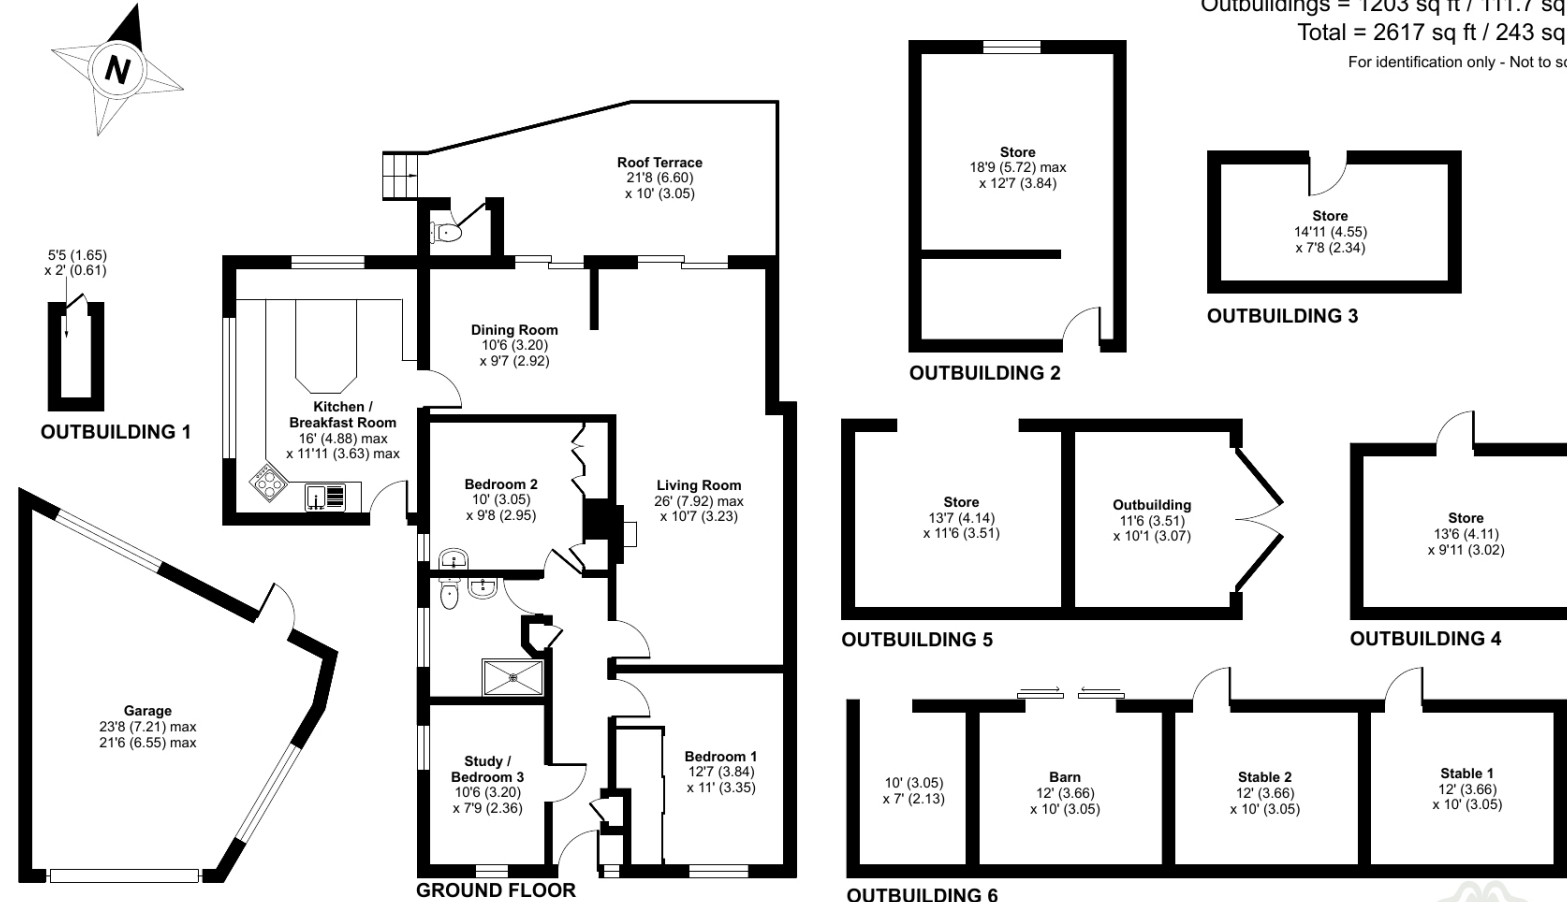 Outbuildings = 1203 sq ft / 111.7 sq
Total = 2617 sq ft / 243 sq
For identification only - Not to sc
N
Roof Terrace
21'8 (6.60)
x 10' (3.05)
5'5 (1.65)
x 2' (0.61)
OUTBUILDING 1
Dining Room
10'6 (3.20)
x 9'7 (2.92)
Kitchen /
Breakfast Room
16' (4.88) max
x 11'11 (3.63) max
Bedroom 2
10' (3.05)
x 9'8 (2.95)
Living Room
26' (7.92) max
x 10'7 (3.23)
Garage
23'8 (7.21) max
21'6 (6.55) max
Study /
Bedroom 3
10'6 (3.20)
x 7'9 (2.36)
Bedroom 1
12'7 (3.84)
x 11' (3.35)
GROUND FLOOR
Store
18'9 (5.72) max
x 12'7 (3.84)
OUTBUILDING 2
Store
14'11 (4.55)
x 7'8 (2.34)
OUTBUILDING 3
Store
13'7 (4.14)
x 11'6 (3.51)
Outbuilding
11'6 (3.51)
x 10'1 (3.07)
OUTBUILDING 5
Store
13'6 (4.11)
x 9'11 (3.02)
OUTBUILDING 4
10' (3.05)
x 7' (2.13)
Barn
12' (3.66)
x 10' (3.05)
Stable 2
12' (3.66)
x 10' (3.05)
Stable 1
12' (3.66)
x 10' (3.05)
OUTBUILDING 6